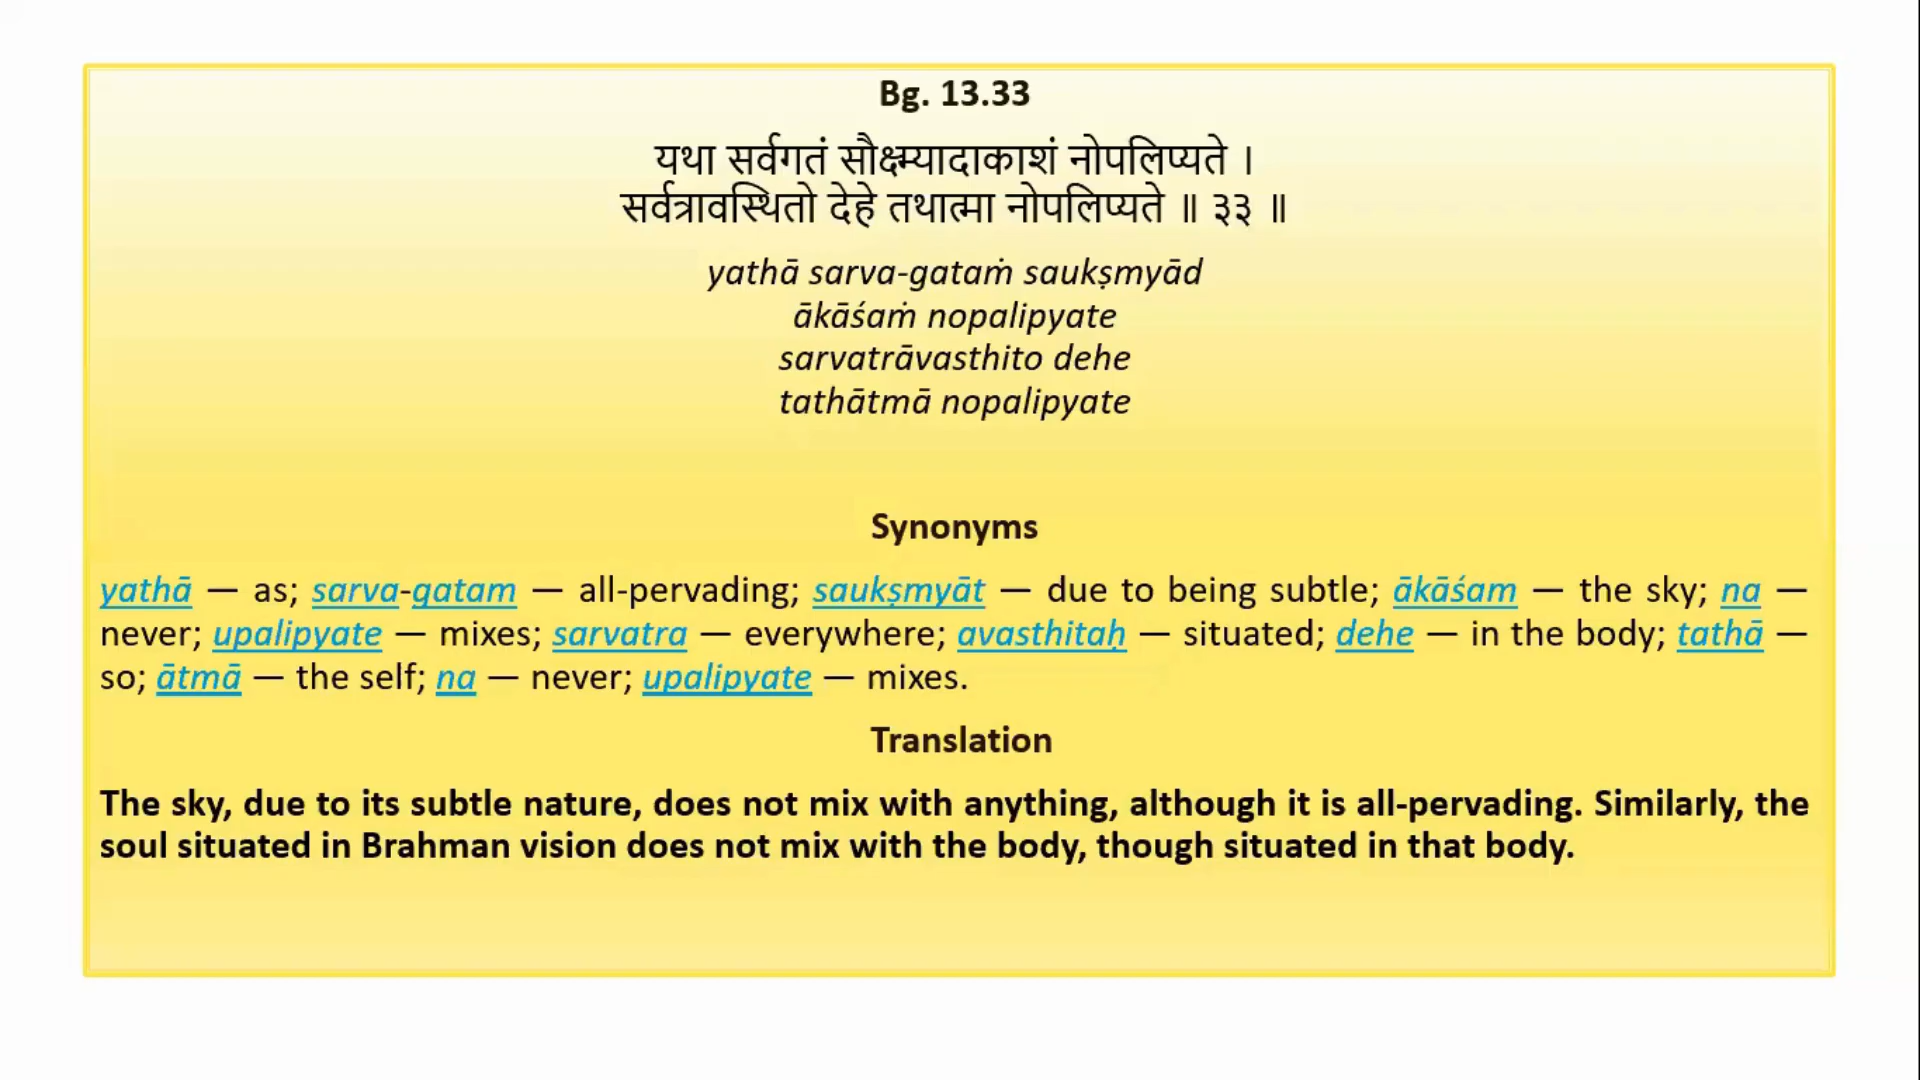 Bg. 13.33
यथा सर्वगतं सौक्ष्म्यादाकाशं नोपलिप्यते ।
सर्वत्रावस्थितो देहे तथात्मा नोपलिप्यते ॥ ३३ ॥
yathā sarva-gataṁ saukṣmyād
ākāśaṁ nopalipyate
sarvatrāvasthito dehe
tathātmā nopalipyate
Synonyms
yathā — as; sarva-gatam — all-pervading; saukṣmyāt — due to being subtle; ākāśam — the sky; na —
never; upalipyate — mixes; sarvatra — everywhere; avasthitaḥ — situated; dehe — in the body; tathā —
so; ātmā — the self; na — never; upalipyate — mixes.
Translation
The sky, due to its subtle nature, does not mix with anything, although it is all-pervading. Similarly, the
soul situated in Brahman vision does not mix with the body, though situated in that body.